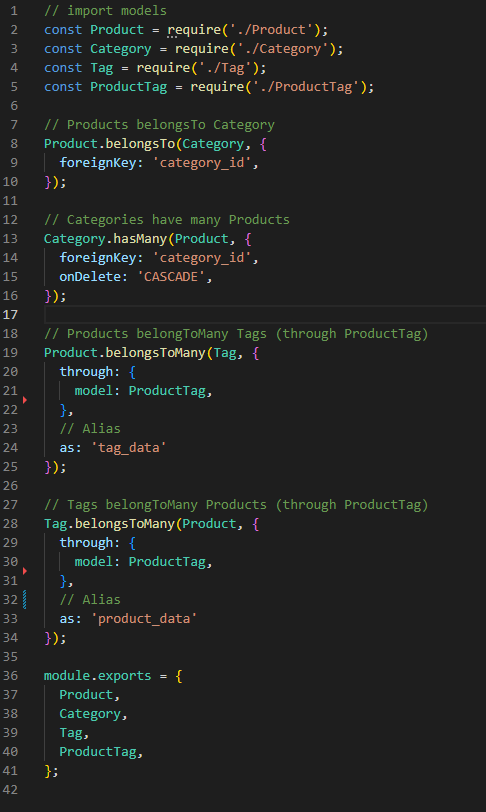 1 // import models
2 const Product = require('./Product');
3 const Category = require('./Category');
4 const Tag = require('./Tag');
5 const ProductTag = require('./ProductTag');
6
7 // Products belongsTo Category
8 Product.belongsTo(Category, {
9   foreignKey: 'category_id',
10 });
11
12 // Categories have many Products
13 Category.hasMany(Product, {
14   foreignKey: 'category_id',
15   onDelete: 'CASCADE',
16 });
17
18 // Products belongToMany Tags (through ProductTag)
19 Product.belongsToMany(Tag, {
20   through: {
21     model: ProductTag,
22   },
23   // Alias
24   as: 'tag_data'
25 });
26
27 // Tags belongToMany Products (through ProductTag)
28 Tag.belongsToMany(Product, {
29   through: {
30     model: ProductTag,
31   },
32   // Alias
33   as: 'product_data'
34 });
35
36 module.exports = {
37   Product,
38   Category,
39   Tag,
40   ProductTag,
41 };
42